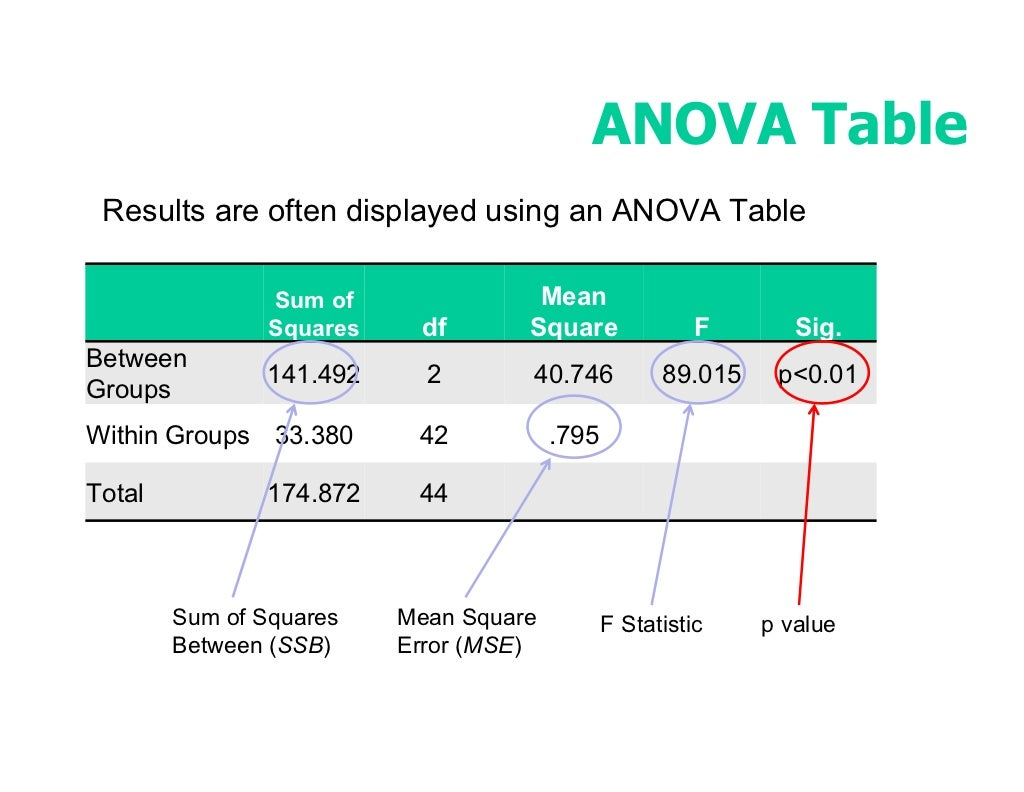 ANOVA Table
Results are often displayed using an ANOVA Table
Sum of Squares df Mean Square F Sig.
Between Groups 141.492 2 40.746 89.015 p<0.01
Within Groups 33.380 42 .795
Total 174.872 44
Sum of Squares
Between (SSB)
Mean Square
Error (MSE)
F Statistic
p value